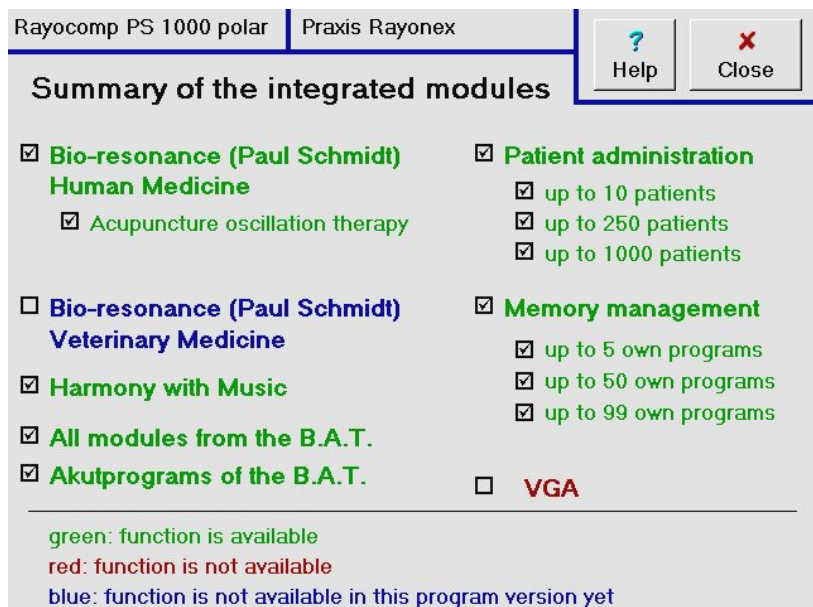 Rayocomp PS 1000 polar
Praxis Rayonex
? Help
✗ Close
Summary of the integrated modules
Bio-resonance (Paul Schmidt)
Human Medicine
Acupuncture oscillation therapy
Bio-resonance (Paul Schmidt)
Veterinary Medicine
Harmony with Music
All modules from the B.A.T.
Akutprograms of the B.A.T.
Patient administration
up to 10 patients
up to 250 patients
up to 1000 patients
Memory management
up to 5 own programs
up to 50 own programs
up to 99 own programs
VGA
green: function is available
red: function is not available
blue: function is not available in this program version yet